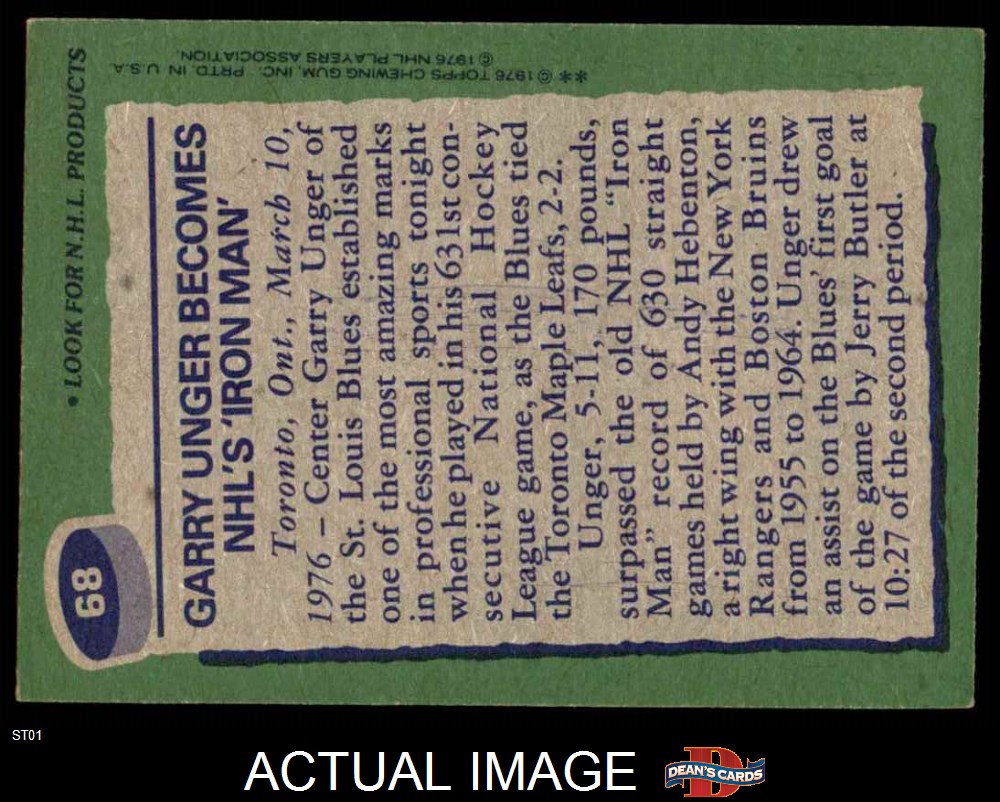 • LOOK FOR N.H.L. PRODUCTS
68
GARRY UNGER BECOMES
NHL'S 'IRON MAN'
Toronto, Ont., March 10,
1976 – Center Garry Unger of
the St. Louis Blues established
one of the most amazing marks
in professional sports tonight
when he played in his 631st con-
secutive National Hockey
League game, as the Blues tied
the Toronto Maple Leafs, 2-2.
Unger, 5-11, 170 pounds,
surpassed the old NHL "Iron
Man" record of 630 straight
games held by Andy Hebenton,
a right wing with the New York
Rangers and Boston Bruins
from 1955 to 1964. Unger drew
an assist on the Blues' first goal
of the game by Jerry Butler at
10:27 of the second period.
** © 1976 TOPPS CHEWING GUM, INC. PRTD. IN U.S.A.
© 1976 NHL PLAYERS ASSOCIATION.
ST01
ACTUAL IMAGE
D
DEAN'S CARDS